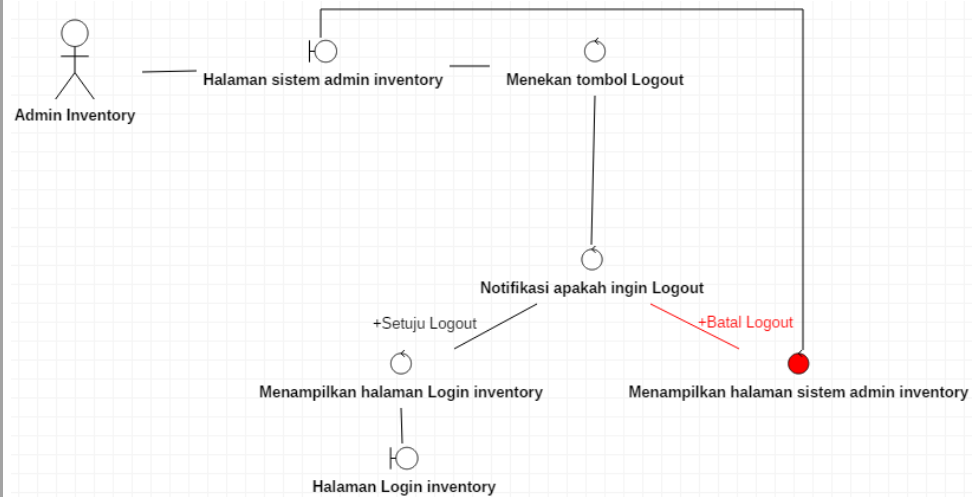 Admin Inventory
Halaman sistem admin inventory
Menekan tombol Logout
Notifikasi apakah ingin Logout
+Setuju Logout
+Batal Logout
Menampilkan halaman Login inventory
Menampilkan halaman sistem admin inventory
Halaman Login inventory